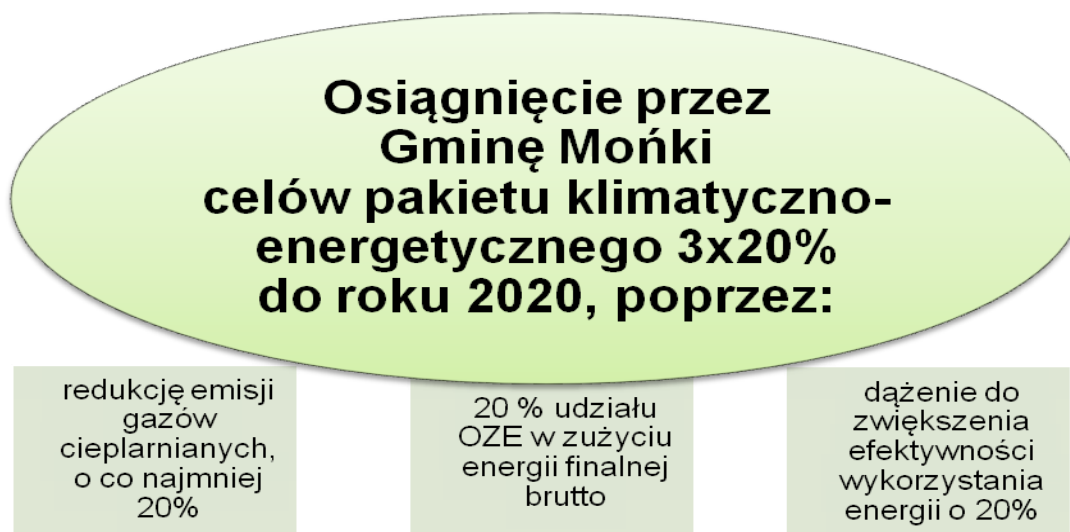 Osiągnięcie przez
Gminę Mońki
celów pakietu klimatyczno-
energetycznego 3x20%
do roku 2020, poprzez:
redukcję emisji
gazów
cieplarnianych,
o co najmniej
20%
20 % udziału
OZE w zużyciu
energii finalnej
brutto
dążenie do
zwiększenia
efektywności
wykorzystania
energii o 20%